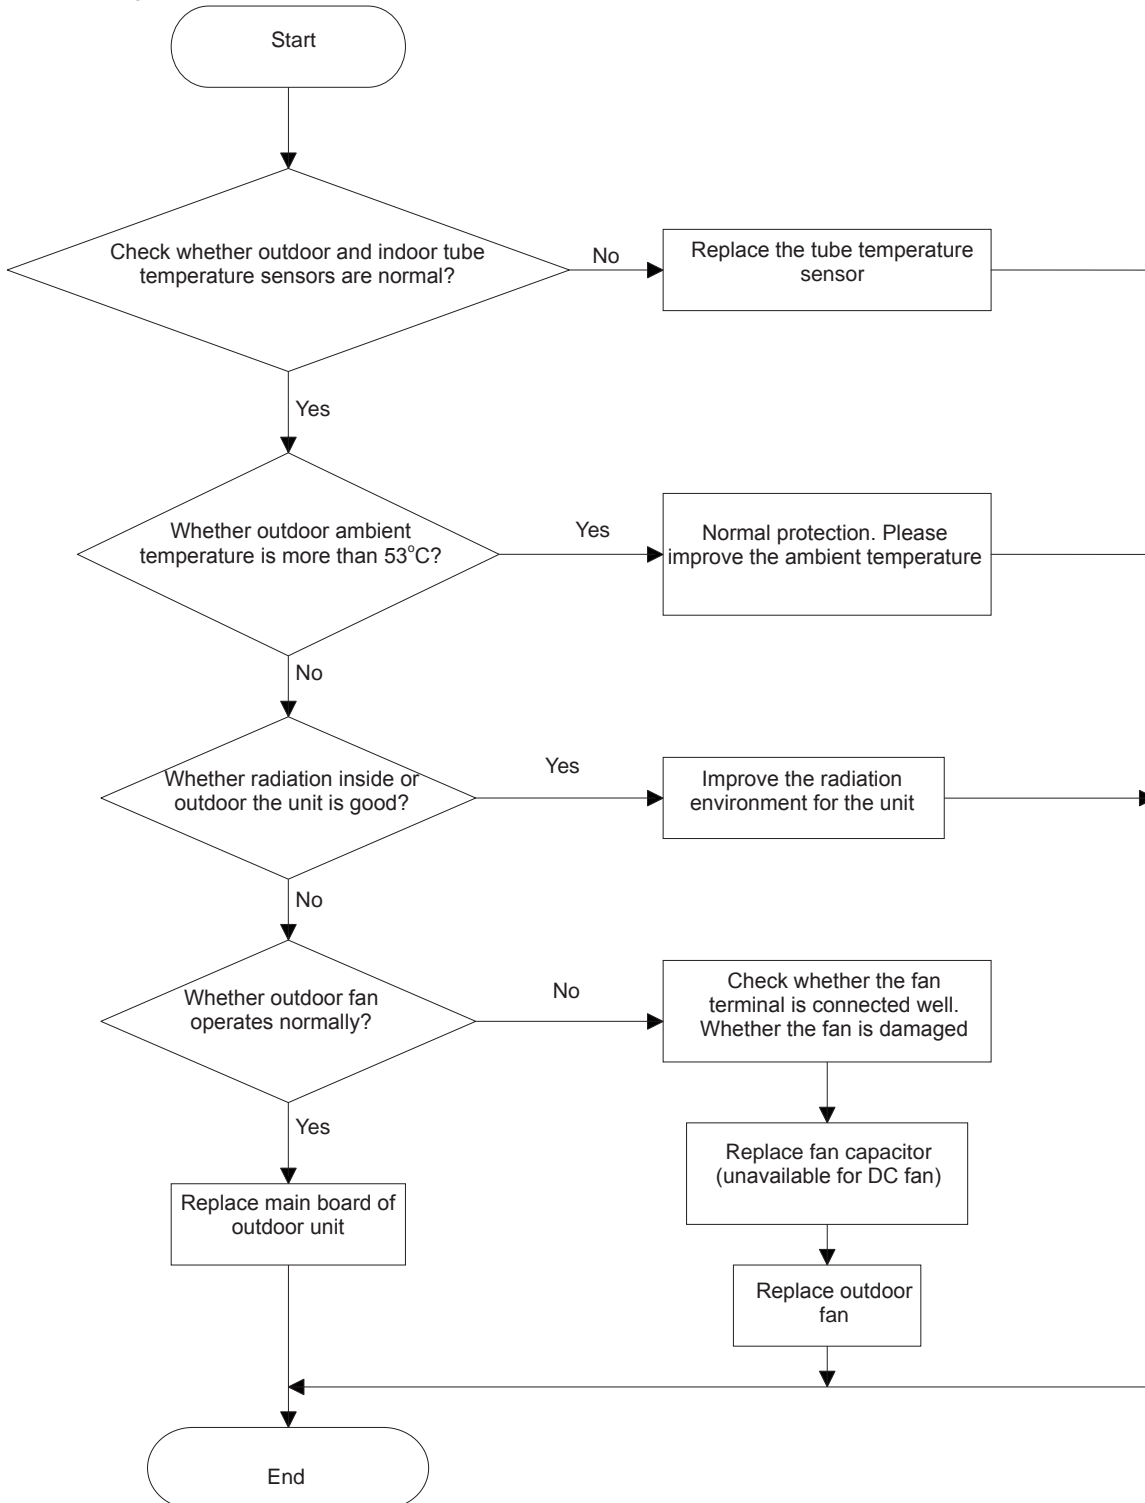 Start
Check whether outdoor and indoor tube
temperature sensors are normal?
No
Replace the tube temperature
sensor
Yes
Whether outdoor ambient
temperature is more than 53°C?
Yes
Normal protection. Please
improve the ambient temperature
No
Whether radiation inside or
outdoor the unit is good?
Yes
Improve the radiation
environment for the unit
No
Whether outdoor fan
operates normally?
No
Check whether the fan
terminal is connected well.
Whether the fan is damaged
Yes
Replace fan capacitor
(unavailable for DC fan)
Replace main board of
outdoor unit
Replace outdoor
fan
End